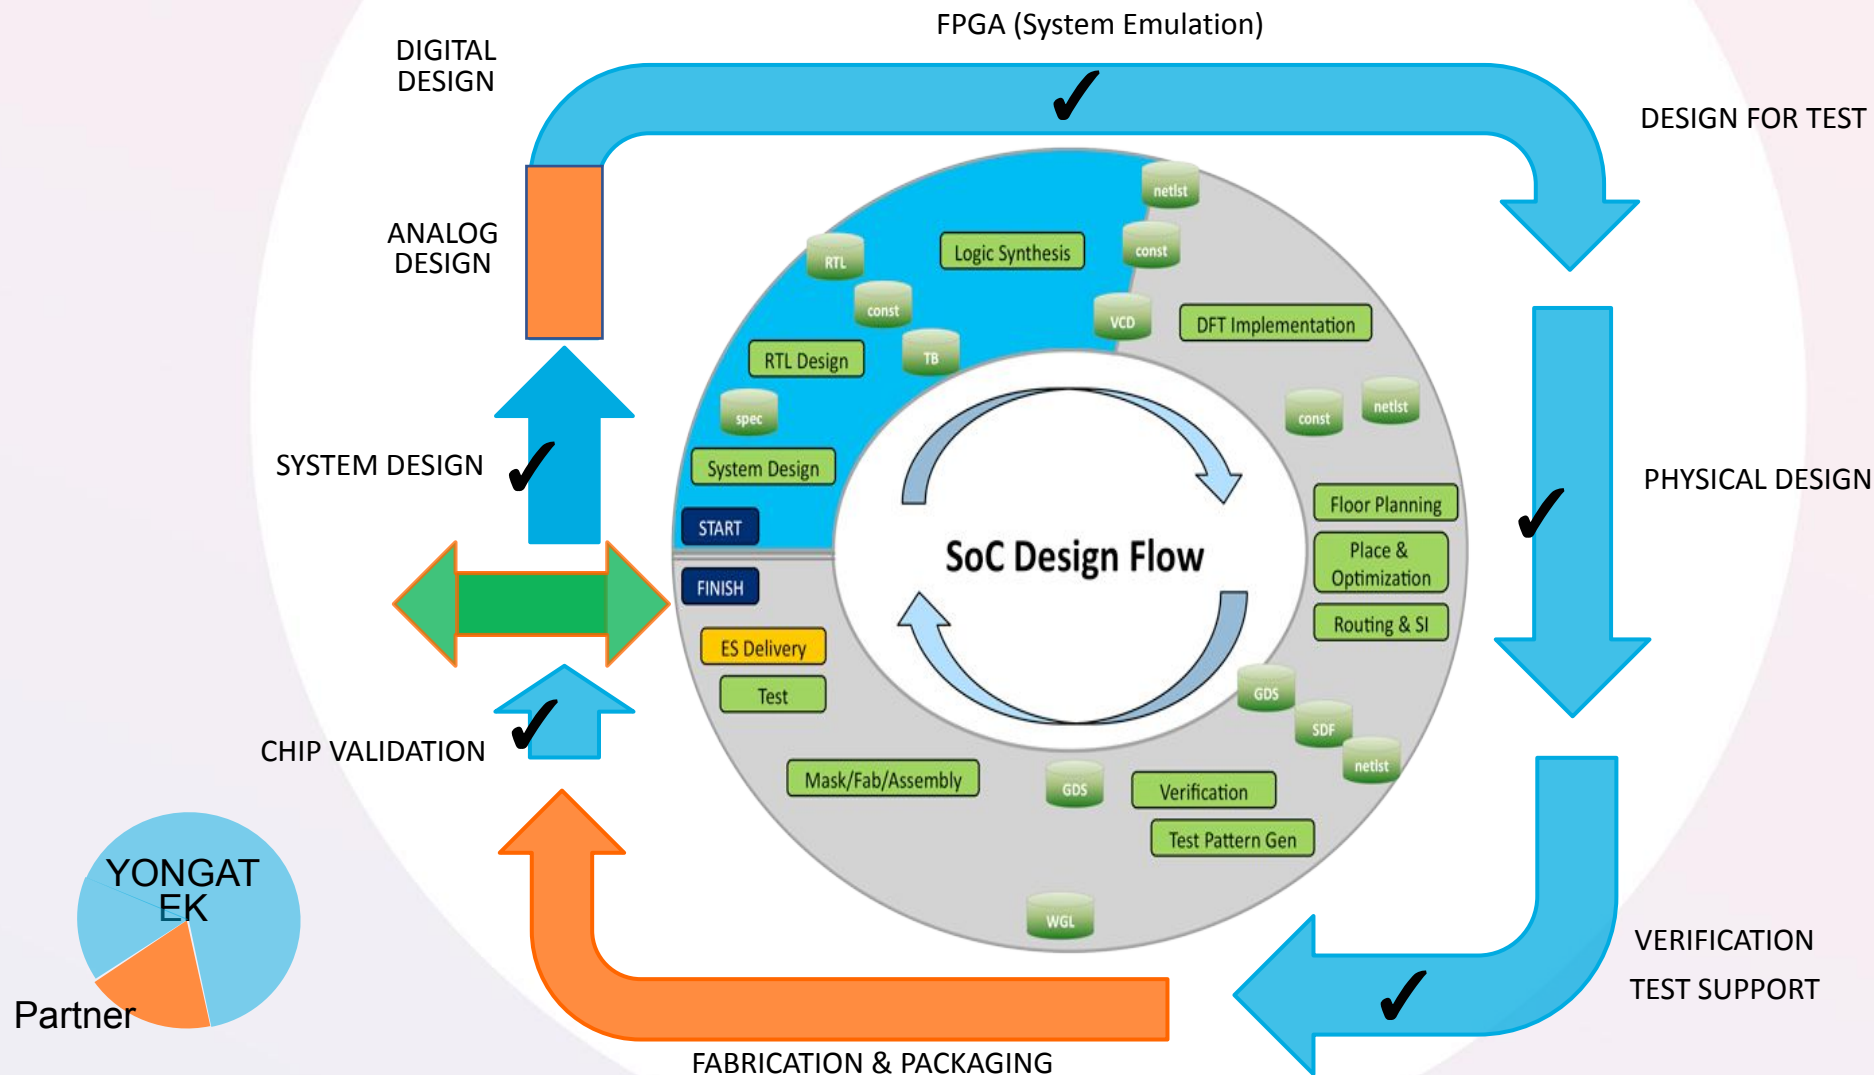 FPGA (System Emulation)
DIGITAL
DESIGN
DESIGN FOR TEST
ANALOG
DESIGN
SYSTEM DESIGN
PHYSICAL DESIGN
CHIP VALIDATION
VERIFICATION
TEST SUPPORT
FABRICATION & PACKAGING
YONGAT
EK
Partner
SoC Design Flow
START
System Design
spec
RTL Design
RTL
const
TB
Logic Synthesis
netlst
const
VCD
DFT Implementation
const
netlst
Floor Planning
Place &
Optimization
Routing & SI
GDS
SDF
netlst
Verification
Test Pattern Gen
GDS
WGL
Mask/Fab/Assembly
Test
ES Delivery
FINISH